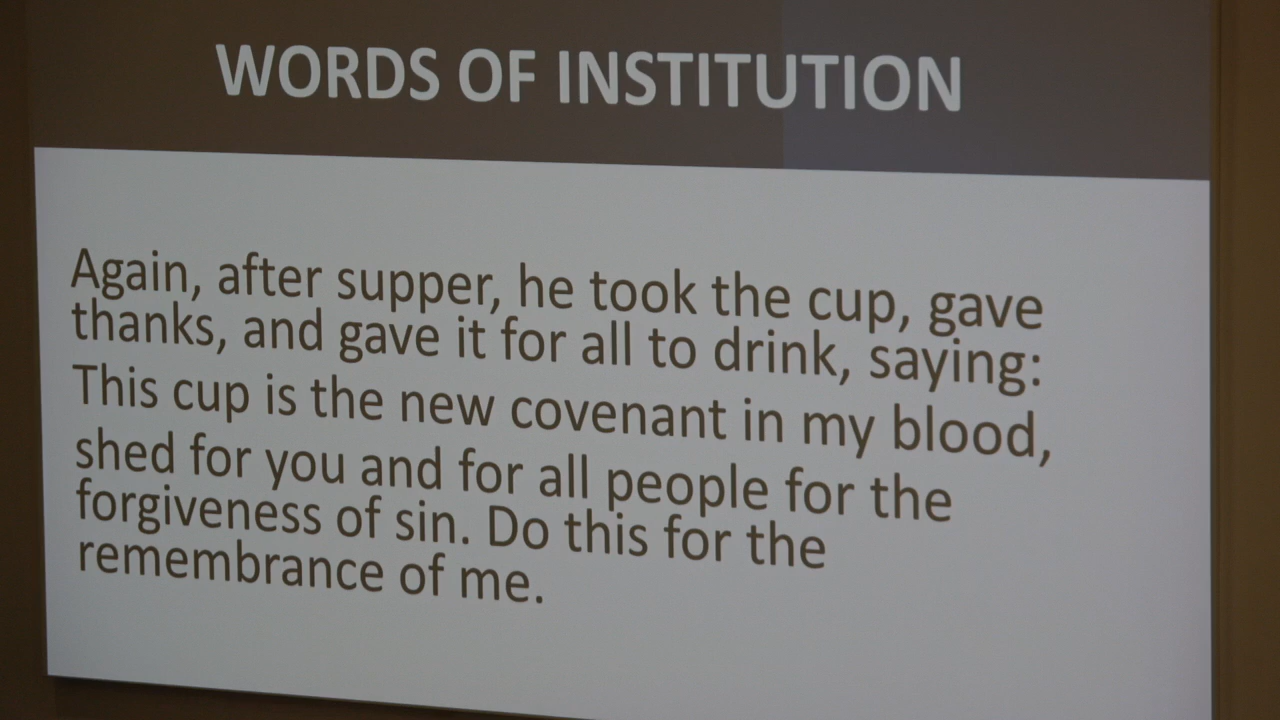 WORDS OF INSTITUTION
Again, after supper, he took the cup, gave
thanks, and gave it for all to drink, saying:
This cup is the new covenant in my blood,
shed for you and for all people for the
forgiveness of sin. Do this for the
remembrance of me.